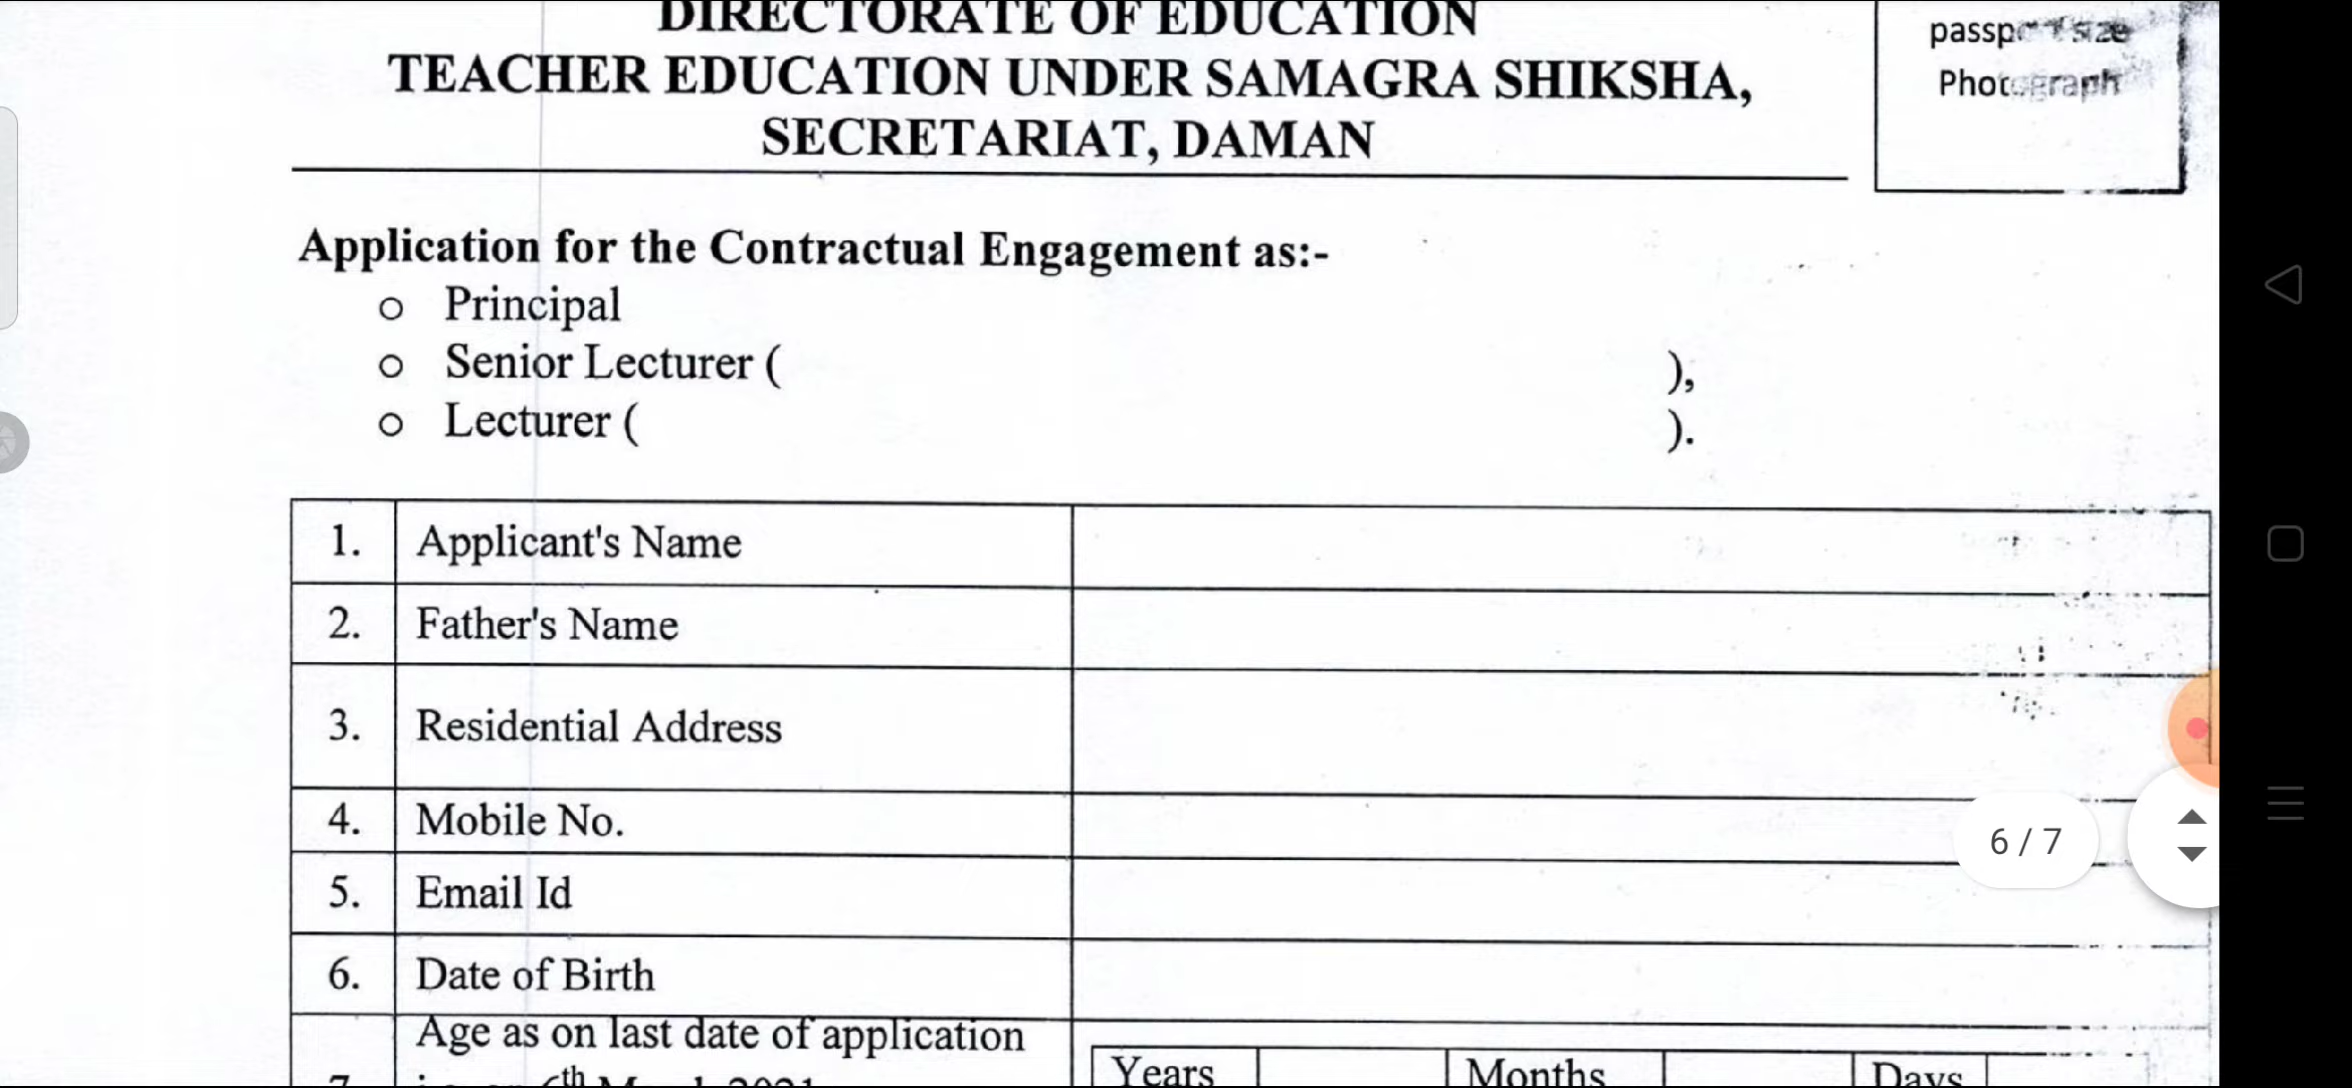 DIRECTORATE OF EDUCATION
TEACHER EDUCATION UNDER SAMAGRA SHIKSHA,
SECRETARIAT, DAMAN
passport size
Photograph
Application for the Contractual Engagement as:-
o Principal
o Senior Lecturer ( ),
o Lecturer ( ).
1. Applicant's Name
2. Father's Name
3. Residential Address
4. Mobile No.
5. Email Id
6. Date of Birth
Age as on last date of application
Years Months Days
6 / 7